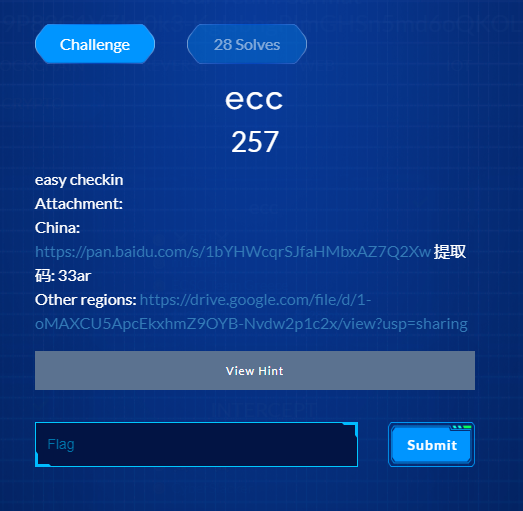 Challenge
28 Solves
ecc
257
easy checkin
Attachment:
China:
https://pan.baidu.com/s/1bYHWcqrSJfaHMbxAZ7Q2Xw 提取
码: 33ar
Other regions: https://drive.google.com/file/d/1-
oMAXCU5ApcEkxhmZ9OYB-Nvdw2p1c2x/view?usp=sharing
View Hint
Flag
Submit